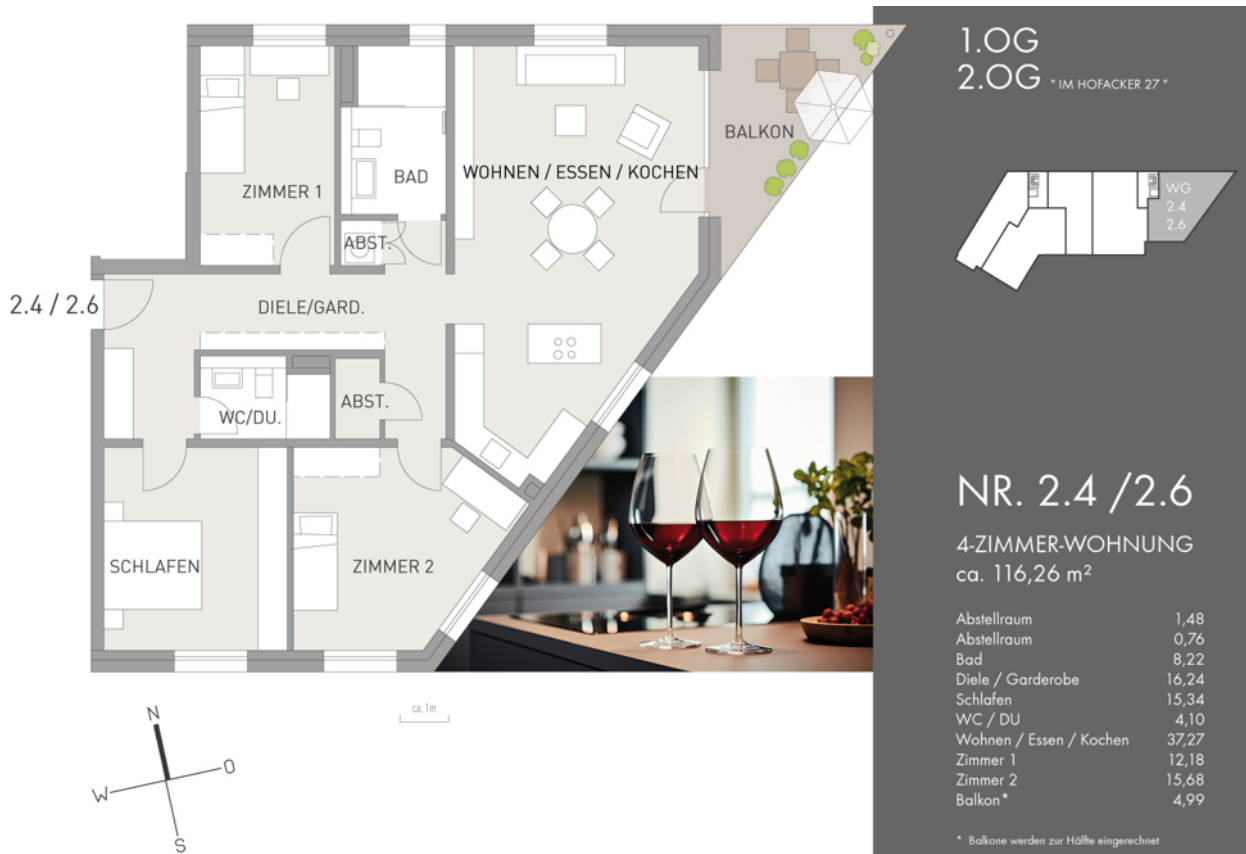 1.OG
2.OG " IM HOFACKER 27 "
BALKON
WOHNEN / ESSEN / KOCHEN
BAD
ZIMMER 1
ABST.
2.4 / 2.6
DIELE/GARD.
ABST.
WC/DU.
SCHLAFEN
ZIMMER 2
ca. 1m
N
O
W
S
WG
2.4
2.6
NR. 2.4 /2.6
4-ZIMMER-WOHNUNG
ca. 116,26 m²
Abstellraum 1,48
Abstellraum 0,76
Bad 8,22
Diele / Garderobe 16,24
Schlafen 15,34
WC / DU 4,10
Wohnen / Essen / Kochen 37,27
Zimmer 1 12,18
Zimmer 2 15,68
Balkon* 4,99
* Balkone werden zur Hälfte eingerechnet